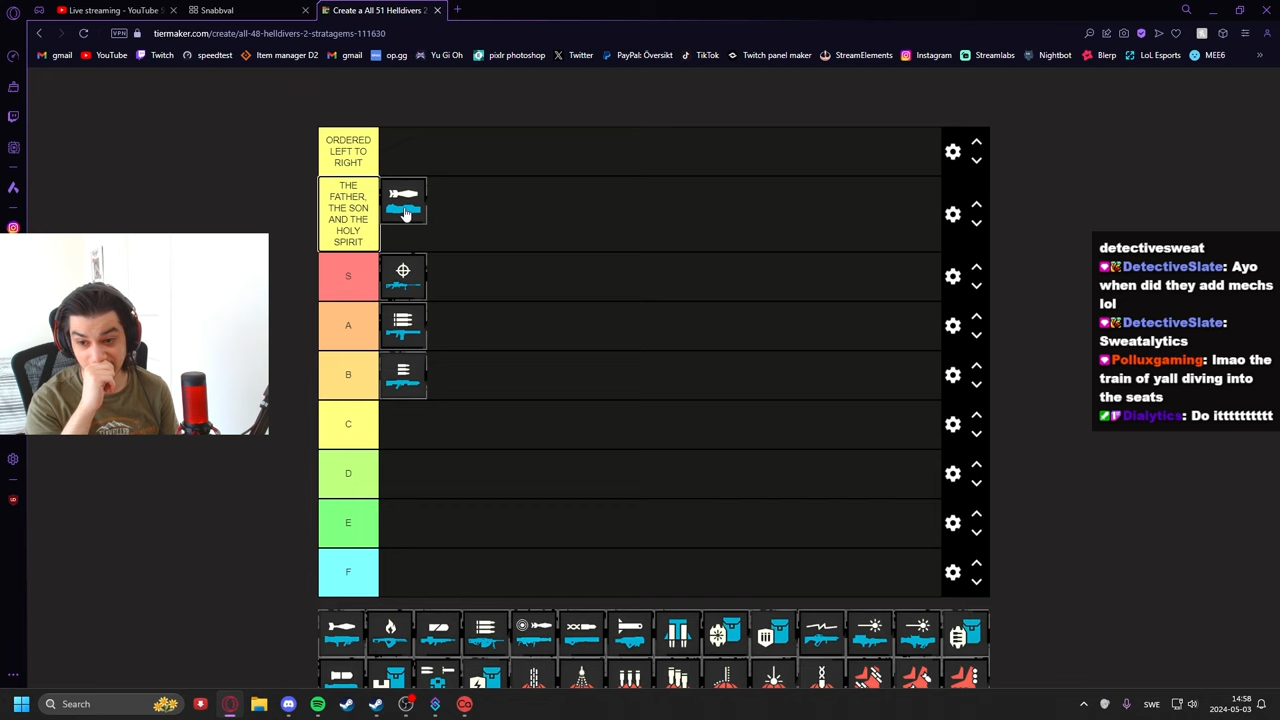 Live streaming - YouTube S
Snabbval
Create a All 51 Helldivers 2
VPN
tiermaker.com/create/all-48-helldivers-2-stratagems-111630
gmail
YouTube
Twitch
speedtest
Item manager D2
gmail
op.gg
Yu Gi Oh
pixlr photoshop
Twitter
PayPal: Översikt
TikTok
Twitch panel maker
StreamElements
Instagram
Streamlabs
Nightbot
Blerp
LoL Esports
MEE6
ORDERED
LEFT TO
RIGHT
THE
FATHER,
THE SON
AND THE
HOLY
SPIRIT
S
A
B
C
D
E
F
detectivesweat
DetectiveSlate: Ayo
when did they add mechs
lol
DetectiveSlate:
Sweatalytics
Polluxgaming: lmao the
train of yall diving into
the seats
Dialytics: Do itttttttttt
Search
14:58
2024-05-03